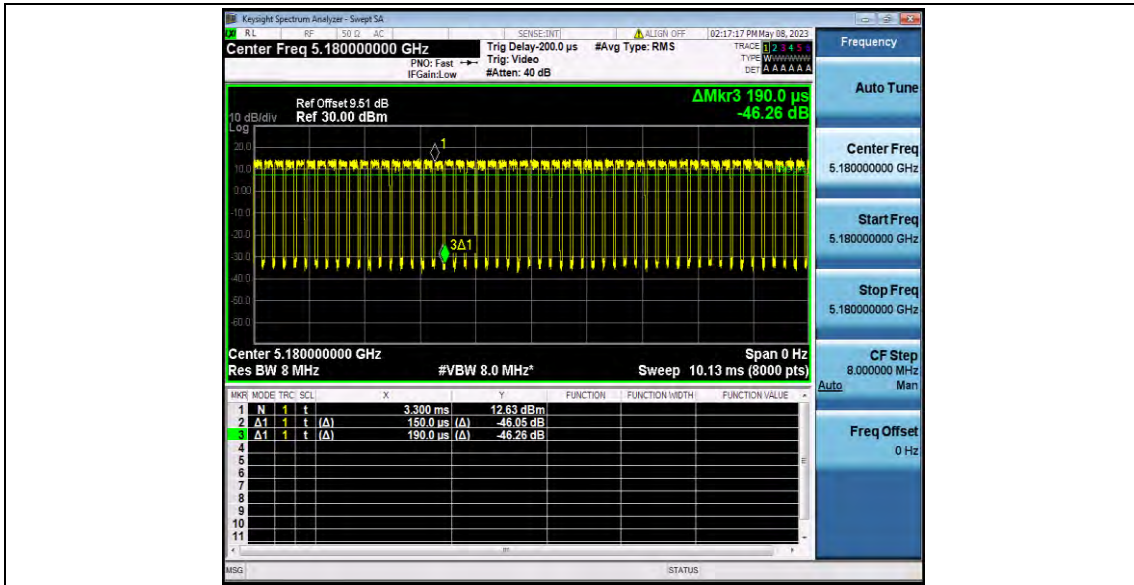 Keysight Spectrum Analyzer - Swept SA
RL RF 50 Ω AC SENSE:INT ALIGN OFF 02:17:17 PM May 08, 2023
Center Freq 5.180000000 GHz
Trig Delay-200.0 µs #Avg Type: RMS
PNO: Fast Trig: Video
IFGain:Low #Atten: 40 dB
TRACE 1 2 3 4 5 6
TYPE W
DET A A A A A A
Ref Offset 9.51 dB
10 dB/div Ref 30.00 dBm
Log
ΔMkr3 190.0 µs
-46.26 dB
20.0
10.0
0.00
-10.0
-20.0
-30.0
-40.0
-50.0
-60.0
1
3Δ1
Center 5.180000000 GHz Span 0 Hz
Res BW 8 MHz #VBW 8.0 MHz* Sweep 10.13 ms (8000 pts)
MKR MODE TRC SCL X Y FUNCTION FUNCTION WIDTH FUNCTION VALUE
1 N 1 t 3.300 ms 12.63 dBm
2 Δ1 1 t (Δ) 150.0 µs (Δ) -46.05 dB
3 Δ1 1 t (Δ) 190.0 µs (Δ) -46.26 dB
4
5
6
7
8
9
10
11
MSG STATUS
Frequency
Auto Tune
Center Freq
5.180000000 GHz
Start Freq
5.180000000 GHz
Stop Freq
5.180000000 GHz
CF Step
8.000000 MHz
Auto Man
Freq Offset
0 Hz